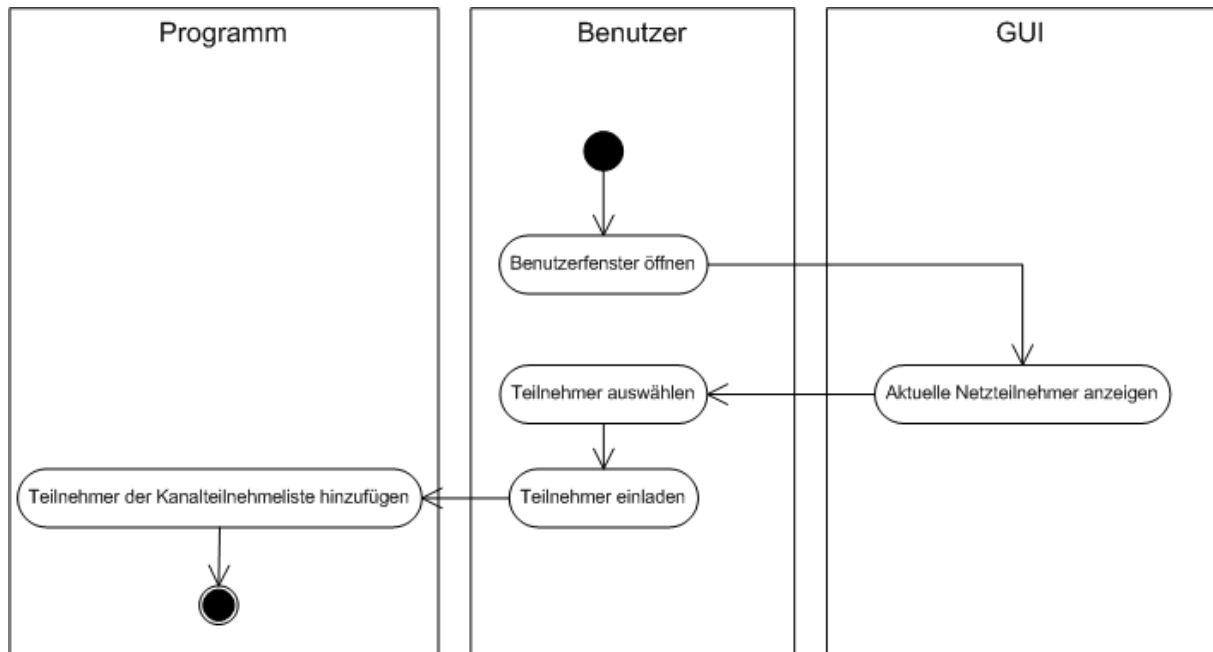 Programm
Benutzer
GUI
Benutzerfenster öffnen
Teilnehmer auswählen
Aktuelle Netzteilnehmer anzeigen
Teilnehmer der Kanalteilnehmeliste hinzufügen
Teilnehmer einladen